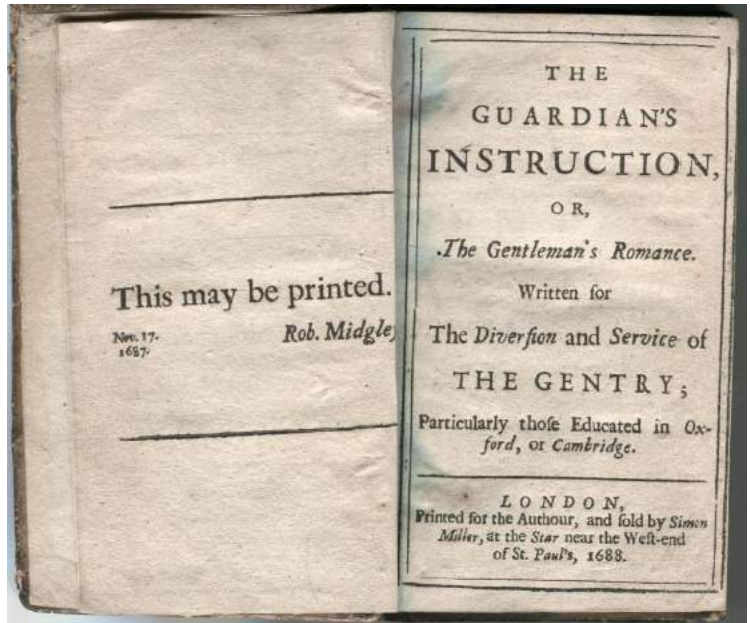 This may be printed.
Nov. 17. Rob. Midgley
1687.
THE
GUARDIAN'S
INSTRUCTION,
OR,
The Gentleman's Romance.
Written for
The Diverſion and Service of
THE GENTRY;
Particularly thoſe Educated in Ox-
ford, or Cambridge.
LONDON,
Printed for the Authour, and ſold by Simon
Miller, at the Star near the Weſt-end
of St. Paul's, 1688.